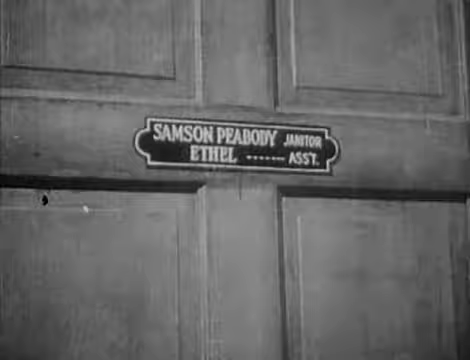 SAMSON PEABODY JANITOR
ETHEL ------- ASST.